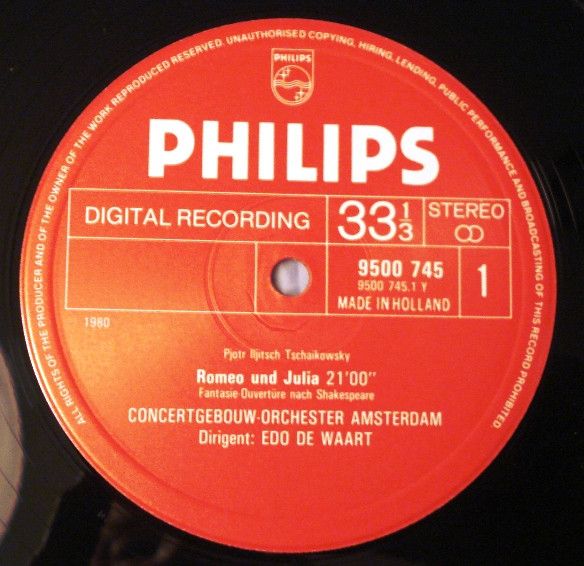 ALL RIGHTS OF THE PRODUCER AND OF THE OWNER OF THE WORK REPRODUCED RESERVED. UNAUTHORISED COPYING, HIRING, LENDING, PUBLIC PERFORMANCE AND BROADCASTING OF THIS RECORD PROHIBITED
PHILIPS
PHILIPS
DIGITAL RECORDING
33 1/3
STEREO
9500 745
9500 745.1 Y
MADE IN HOLLAND
1
1980
Pjotr Iljitsch Tschaikowsky
Romeo und Julia 21'00"
Fantasie Ouvertüre nach Shakespeare
CONCERTGEBOUW-ORCHESTER AMSTERDAM
Dirigent: EDO DE WAART